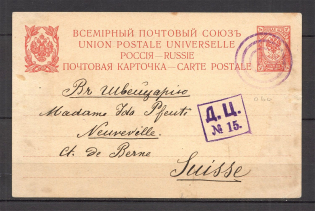 ВСЕМІРНЫЙ ПОЧТОВЫЙ СОЮЗЪ
UNION POSTALE UNIVERSELLE
РОССІЯ—RUSSIE
ПОЧТОВАЯ КАРТОЧКА—CARTE POSTALE
Въ Швейцарію
Madame Ida
Neuveville.
Ct. de Berne
Suisse
Д.Ц.
№ 15.